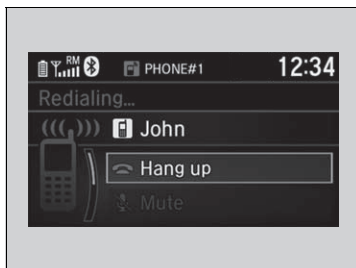 RM PHONE#1 12:34
Redialing...
John
Hang up
Mute